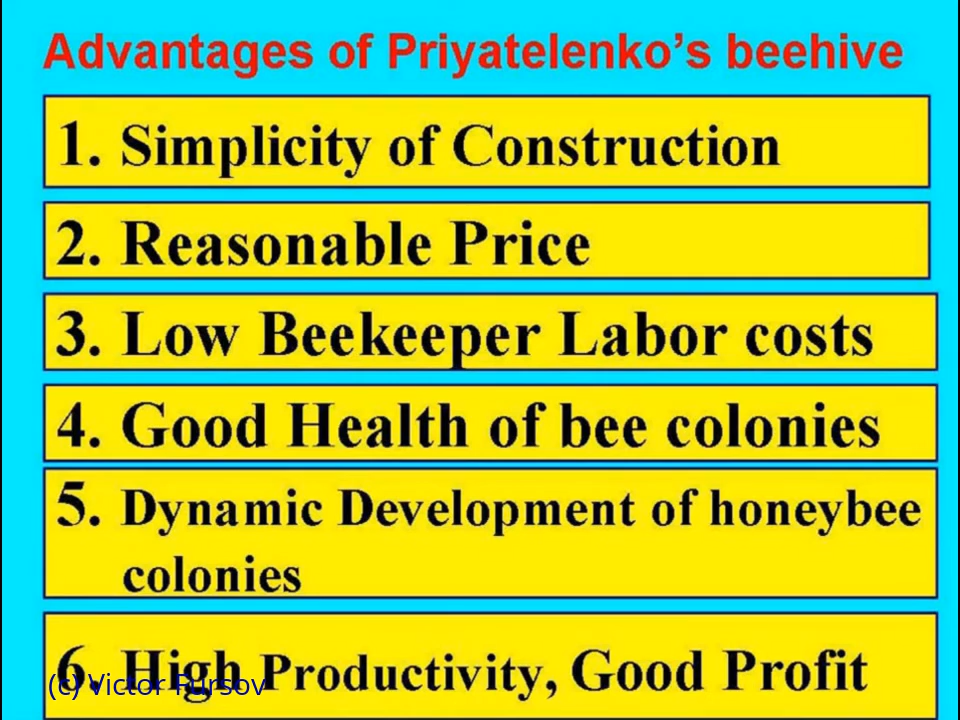 Advantages of Priyatelenko's beehive
1. Simplicity of Construction
2. Reasonable Price
3. Low Beekeeper Labor costs
4. Good Health of bee colonies
5. Dynamic Development of honeybee
colonies
6. High Productivity, Good Profit
(c) Victor Fursov